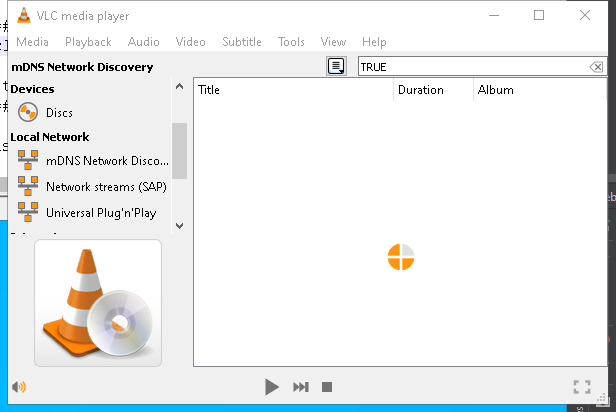 VLC media player
Media Playback Audio Video Subtitle Tools View Help
mDNS Network Discovery
TRUE
Devices
Discs
Local Network
mDNS Network Disco...
Network streams (SAP)
Universal Plug'n'Play
Title Duration Album